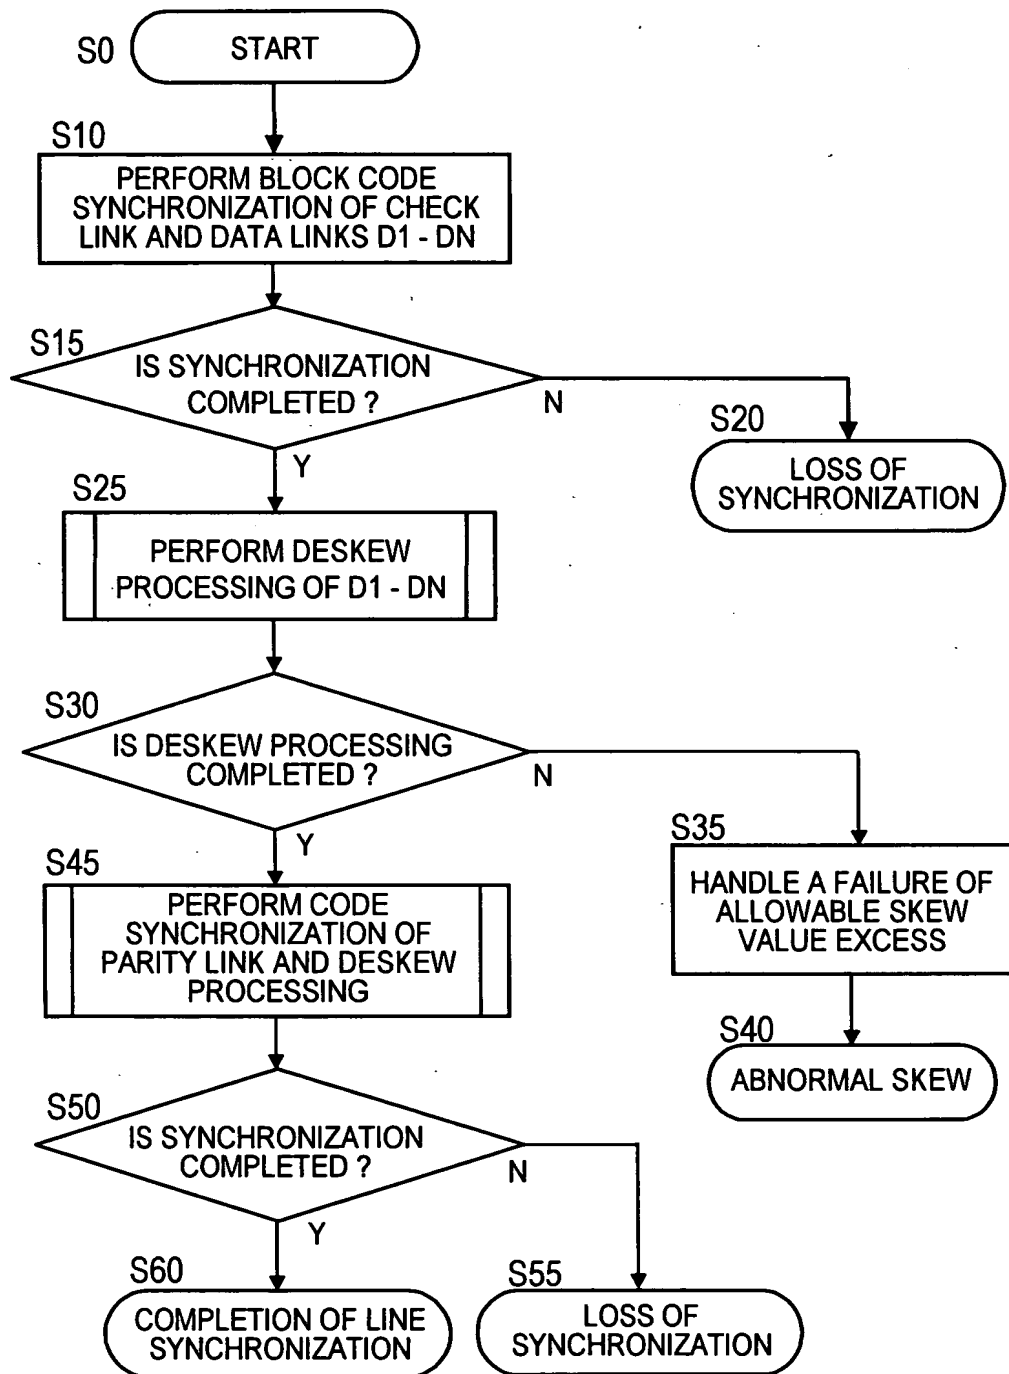 S0
START
S10
PERFORM BLOCK CODE
SYNCHRONIZATION OF CHECK
LINK AND DATA LINKS D1 - DN
S15
IS SYNCHRONIZATION
COMPLETED ?
N
Y
S20
LOSS OF
SYNCHRONIZATION
S25
PERFORM DESKEW
PROCESSING OF D1 - DN
S30
IS DESKEW PROCESSING
COMPLETED ?
N
Y
S35
HANDLE A FAILURE OF
ALLOWABLE SKEW
VALUE EXCESS
S40
ABNORMAL SKEW
S45
PERFORM CODE
SYNCHRONIZATION OF
PARITY LINK AND DESKEW
PROCESSING
S50
IS SYNCHRONIZATION
COMPLETED ?
N
Y
S60
COMPLETION OF LINE
SYNCHRONIZATION
S55
LOSS OF
SYNCHRONIZATION